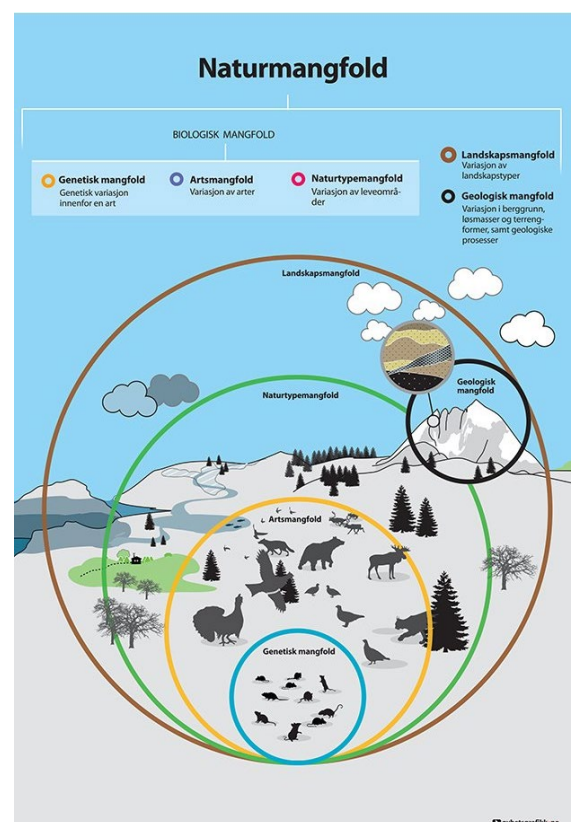 Naturmangfold
BIOLOGISK MANGFOLD
Genetisk mangfold
Genetisk variasjon
innenfor en art
Artsmangfold
Variasjon av arter
Naturtypemangfold
Variasjon av leveområ-
der
Landskapsmangfold
Variasjon av
landskapstyper
Geologisk mangfold
Variasjon i berggrunn,
løsmasser og terreng-
former, samt geologiske
prosesser
Landskapsmangfold
Geologisk
mangfold
Naturtypemangfold
Artsmangfold
Genetisk mangfold